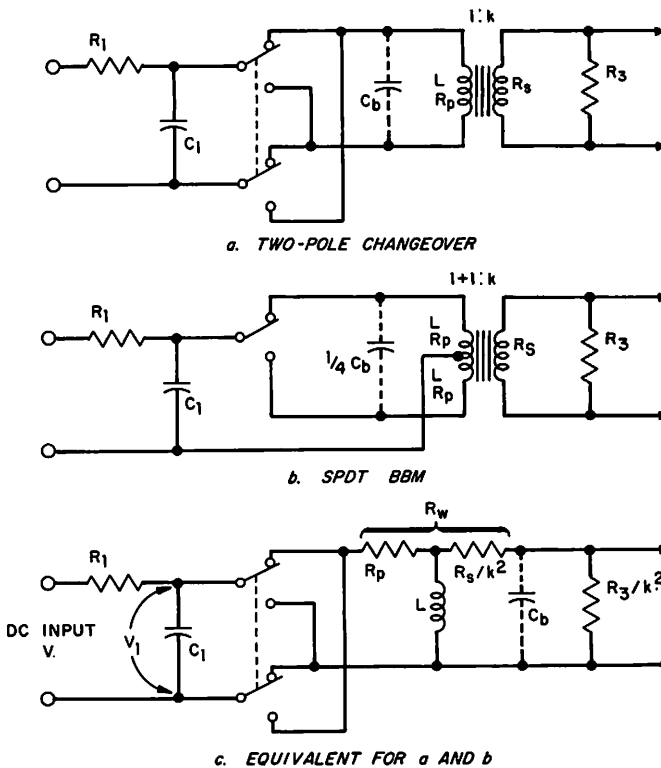 1:k
R1
C1
Cb
L
Rp
Rs
R3
a. TWO-POLE CHANGEOVER
1+1:k
R1
C1
1/4 Cb
L
Rp
L
Rp
RS
R3
b. SPDT BBM
Rw
R1
Rp
Rs/k²
DC INPUT
V.
V1
C1
L
Cb
R3/k²
c. EQUIVALENT FOR a AND b